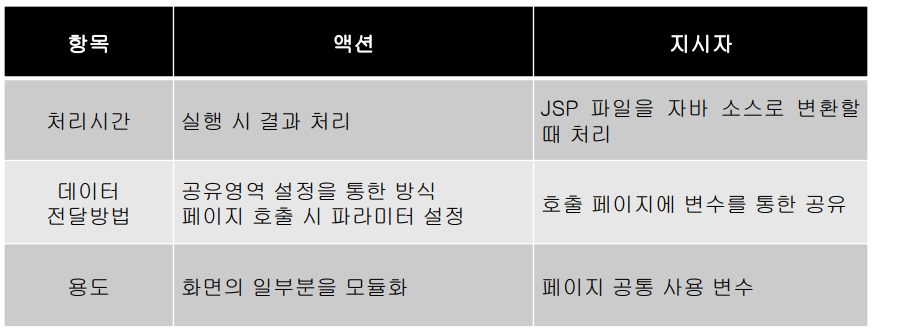 항목 액션 지시자
처리시간 실행 시 결과 처리 JSP 파일을 자바 소스로 변환할
때 처리
데이터 공유영역 설정을 통한 방식
전달방법 페이지 호출 시 파라미터 설정 호출 페이지에 변수를 통한 공유
용도 화면의 일부분을 모듈화 페이지 공통 사용 변수